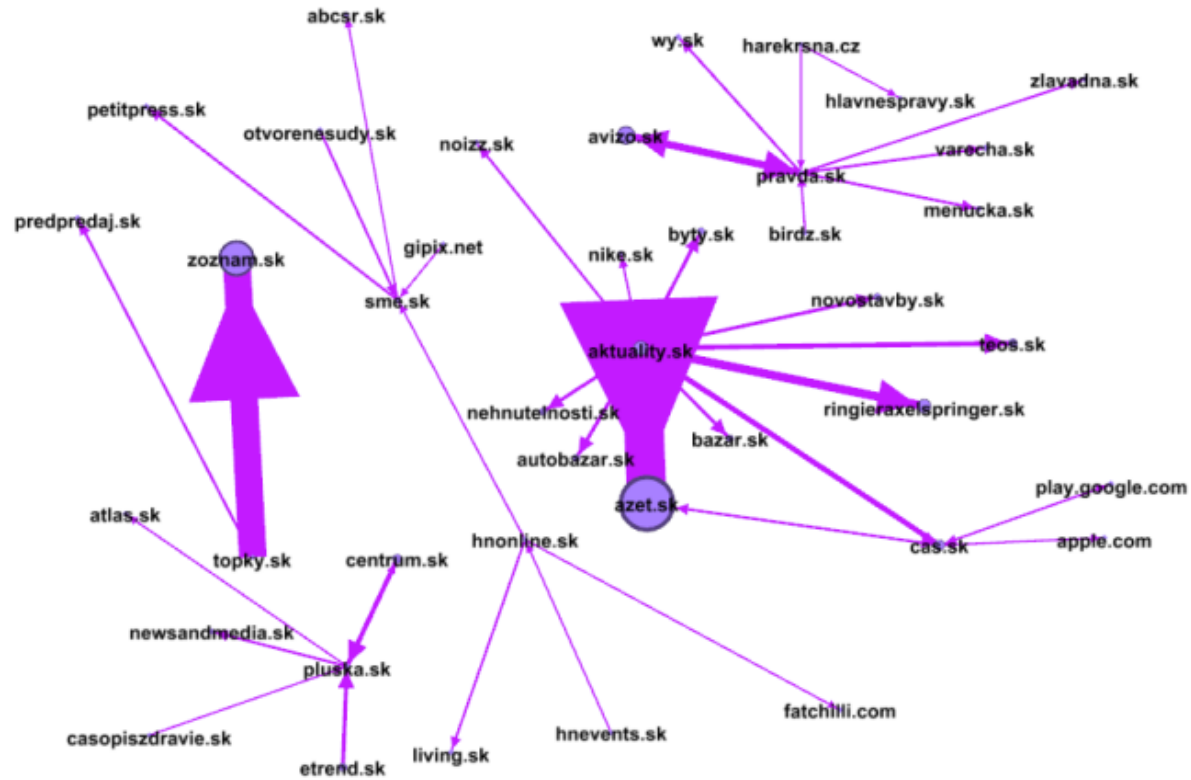 abcsr.sk
wy.sk
harekrsna.cz
zlavadna.sk
petitpress.sk
hlavnespravy.sk
otvorenesudy.sk
avizo.sk
noizz.sk
varecha.sk
pravda.sk
menucka.sk
predpredaj.sk
byty.sk
birdz.sk
gipix.net
nike.sk
zoznam.sk
sme.sk
novostavby.sk
aktuality.sk
teos.sk
nehnutelnosti.sk
ringieraxelspringer.sk
bazar.sk
autobazar.sk
play.google.com
azet.sk
atlas.sk
hnonline.sk
cas.sk
apple.com
topky.sk
centrum.sk
newsandmedia.sk
pluska.sk
fatchilli.com
casopiszdravie.sk
hnevents.sk
living.sk
etrend.sk